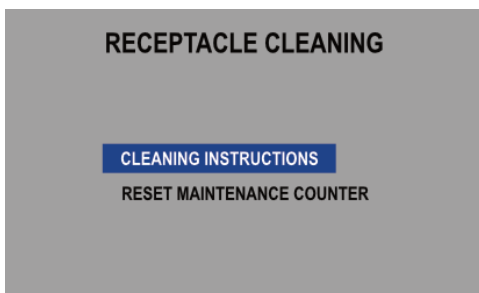 RECEPTACLE CLEANING
CLEANING INSTRUCTIONS
RESET MAINTENANCE COUNTER